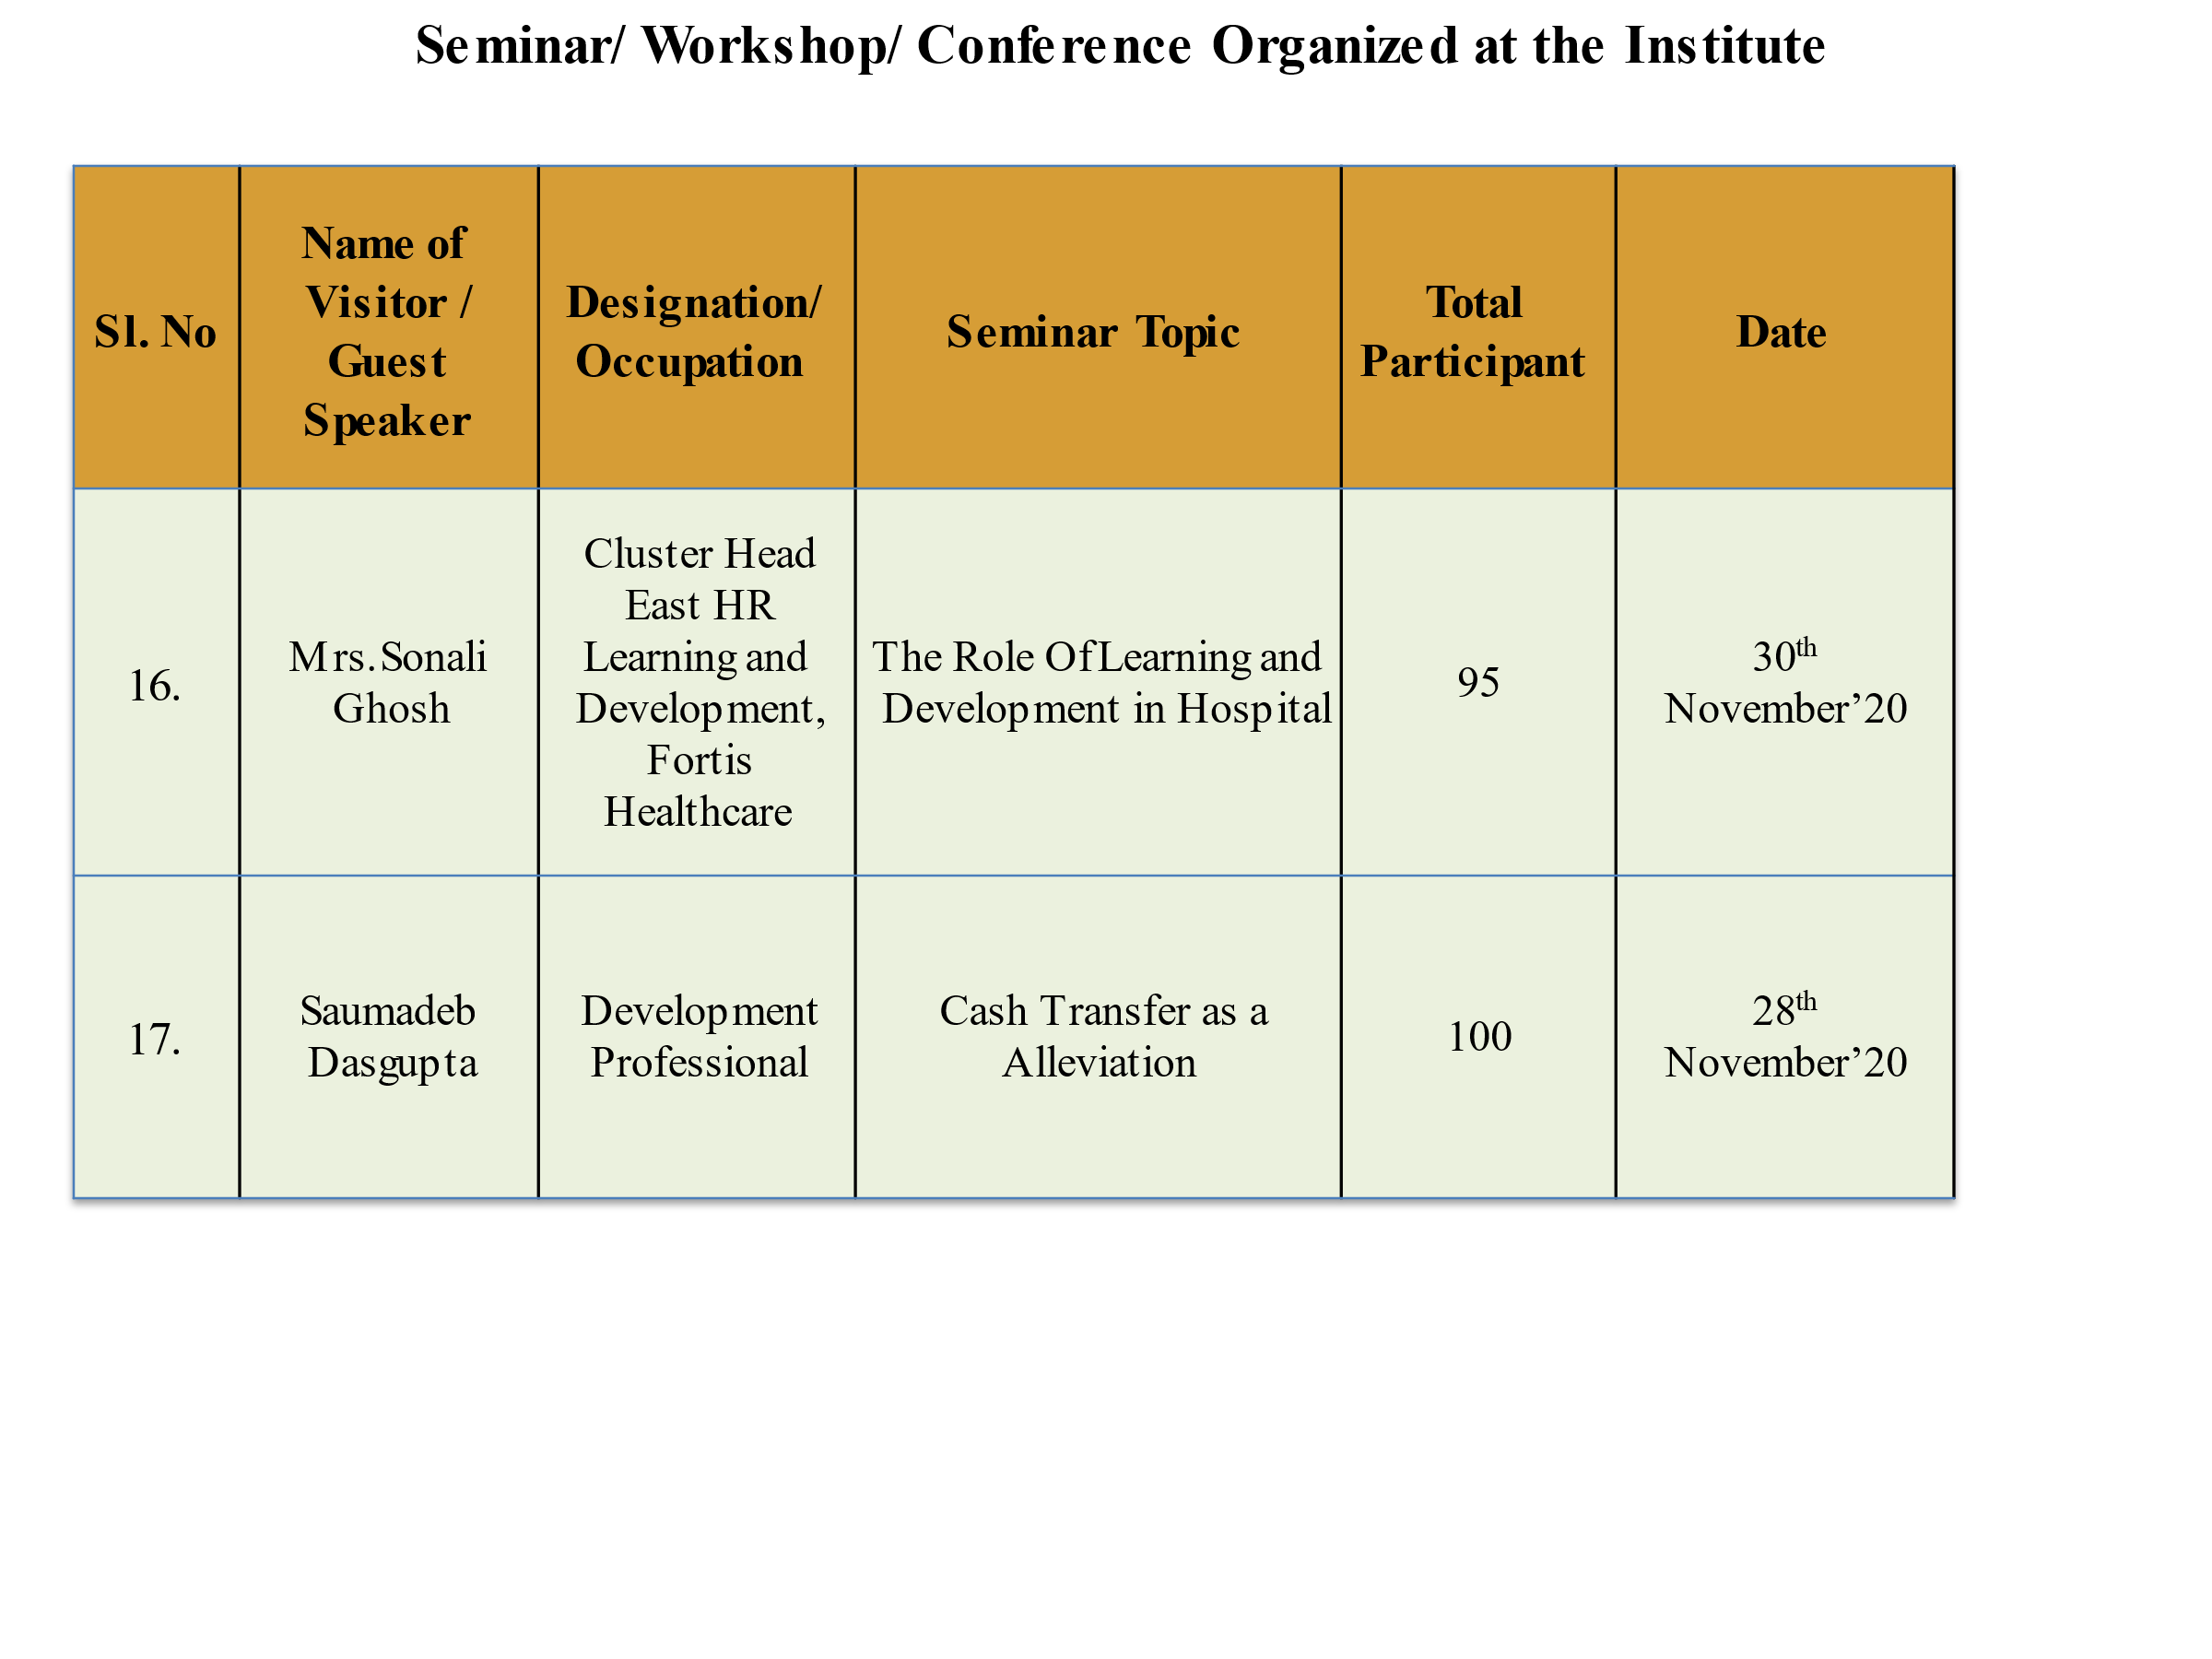 Seminar/ Workshop/ Conference Organized at the Institute
Sl. No
Name of
Visitor /
Guest
Speaker
Designation/
Occupation
Seminar Topic
Total
Participant
Date
16.
Mrs.Sonali
Ghosh
Cluster Head
East HR
Learning and
Development,
Fortis
Healthcare
The Role Of Learning and
Development in Hospital
95
30th
November’20
17.
Saumadeb
Dasgupta
Development
Professional
Cash Transfer as a
Alleviation
100
28th
November’20